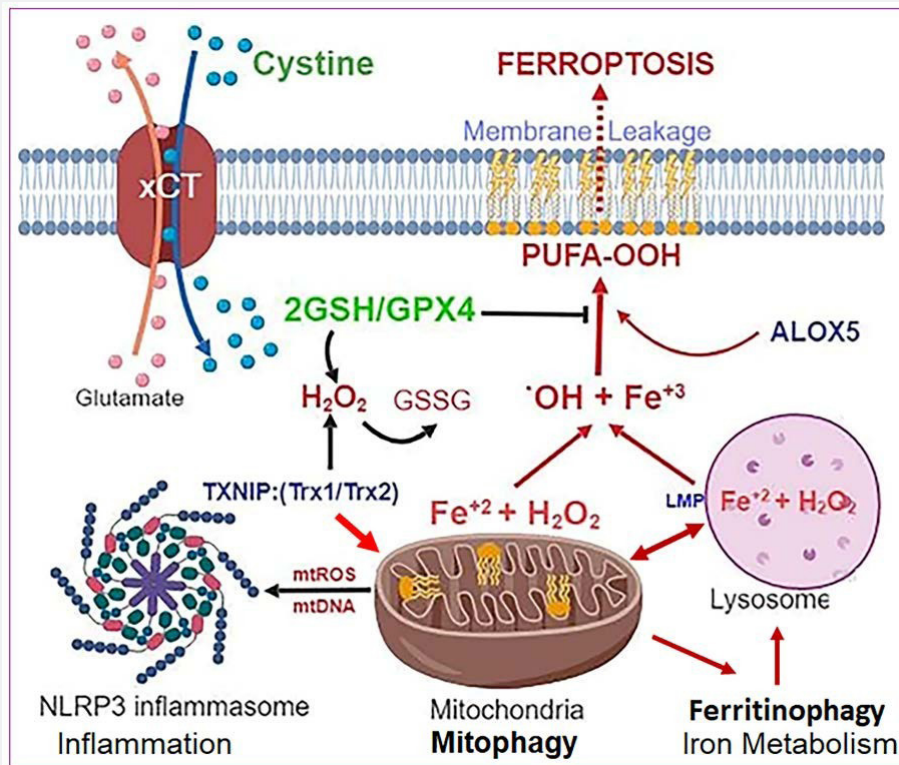 Cystine
FERROPTOSIS
Membrane Leakage
xCT
PUFA-OOH
2GSH/GPX4
ALOX5
Glutamate
H₂O₂
GSSG
˙OH + Fe⁺³
TXNIP:(Trx1/Trx2)
Fe⁺² + H₂O₂
LMP
Fe⁺² + H₂O₂
mtROS
mtDNA
Lysosome
NLRP3 inflammasome
Inflammation
Mitochondria
Mitophagy
Ferritinophagy
Iron Metabolism